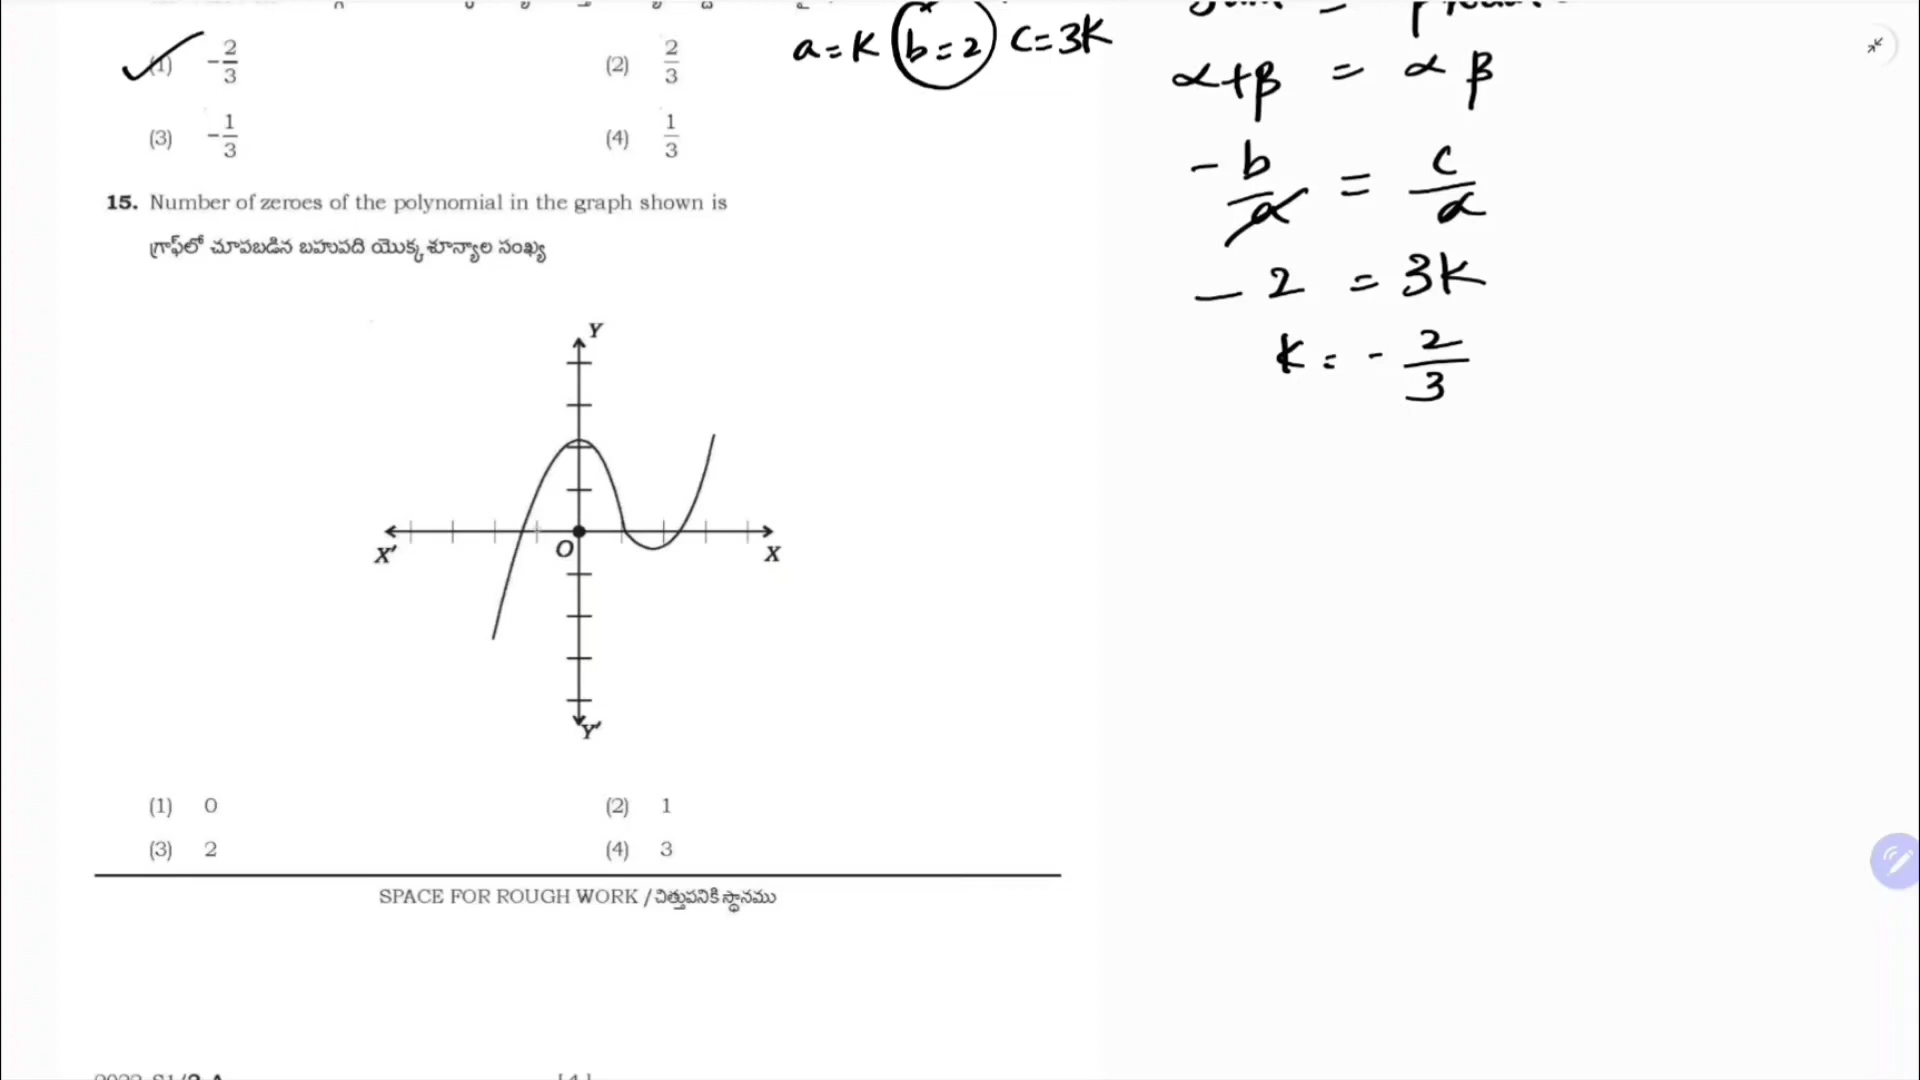 (1) -2/3 (2) 2/3 a=K b=2 C=3K
α+β = α β
(3) -1/3 (4) 1/3
-b/a = c/a
15. Number of zeroes of the polynomial in the graph shown is
గ్రాఫ్‌లో చూపబడిన బహుపది యొక్క శూన్యాల సంఖ్య
-2 = 3K
K = -2/3
Y
X' O X
Y'
(1) 0 (2) 1
(3) 2 (4) 3
SPACE FOR ROUGH WORK / చిత్తుపనికి స్థానము